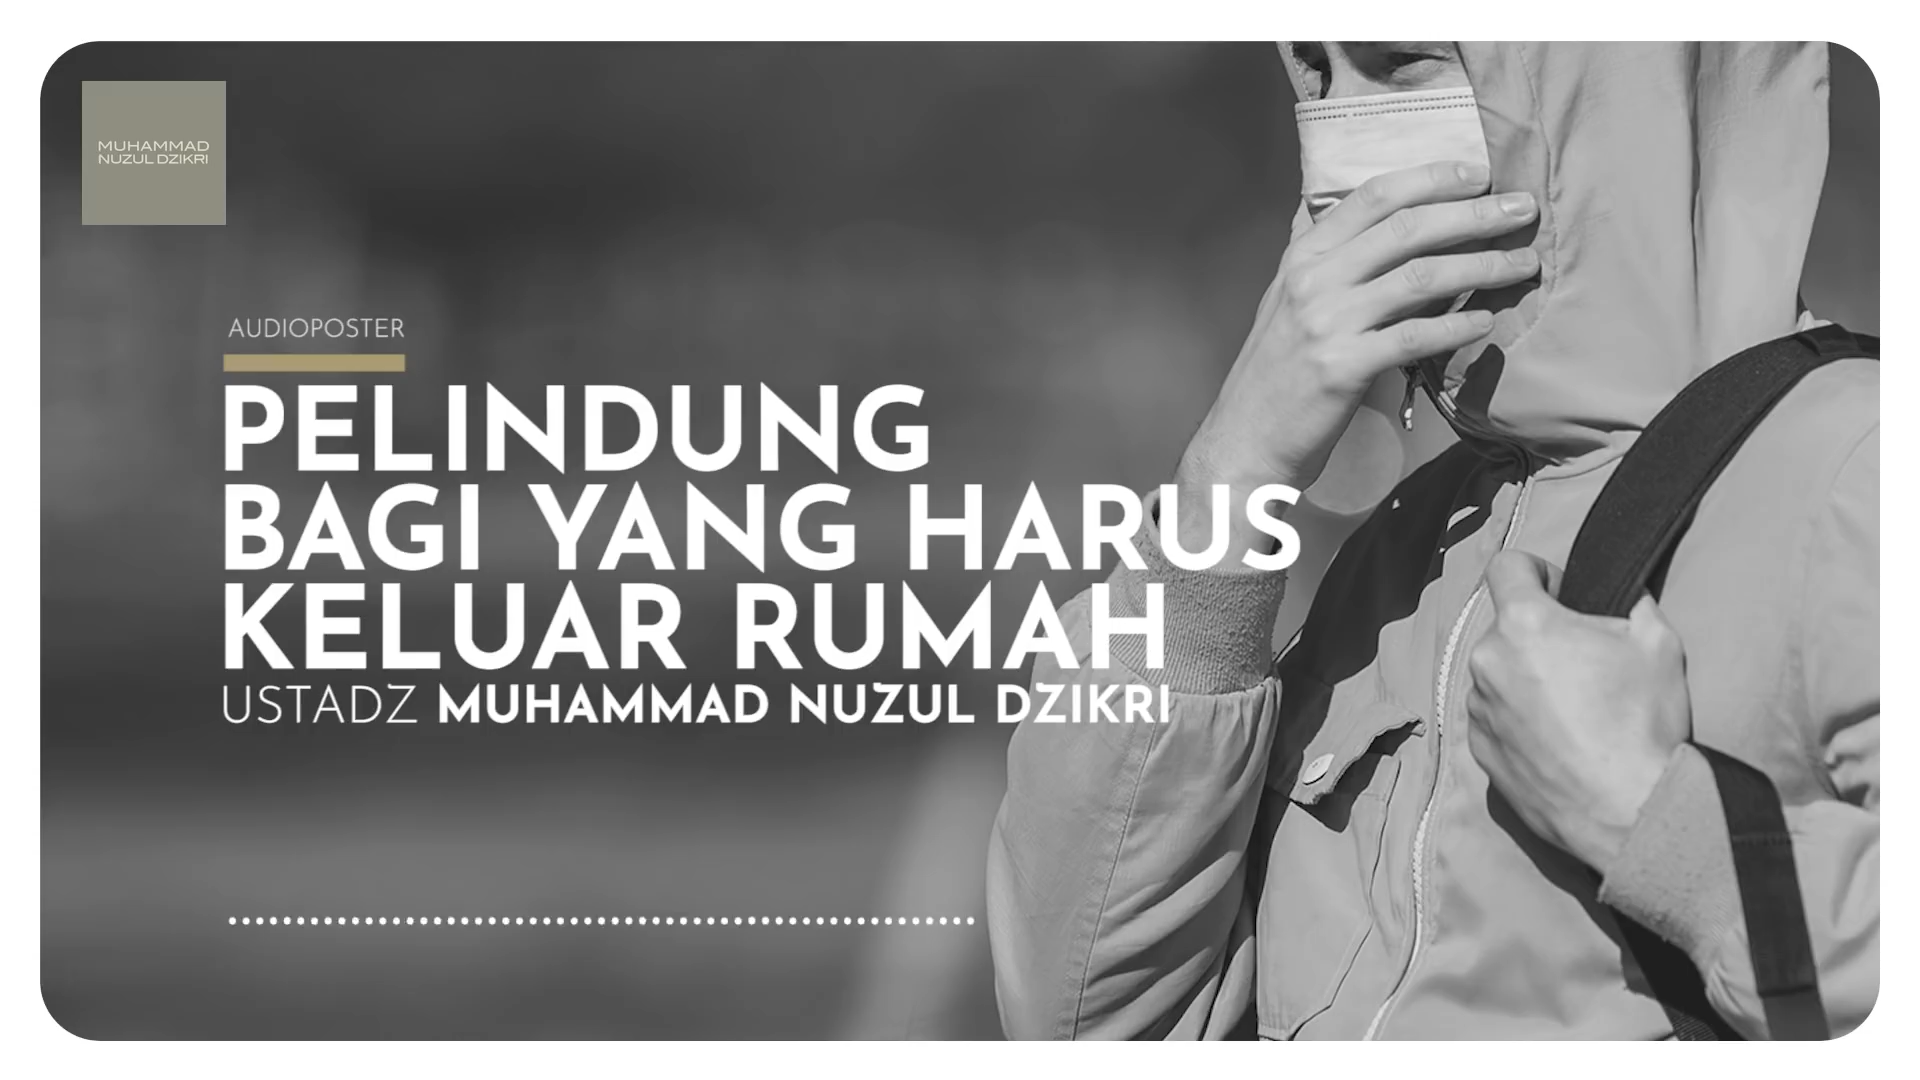 MUHAMMAD
NUZUL DZIKRI
AUDIOPOSTER
PELINDUNG
BAGI YANG HARUS
KELUAR RUMAH
USTADZ MUHAMMAD NUZUL DZIKRI